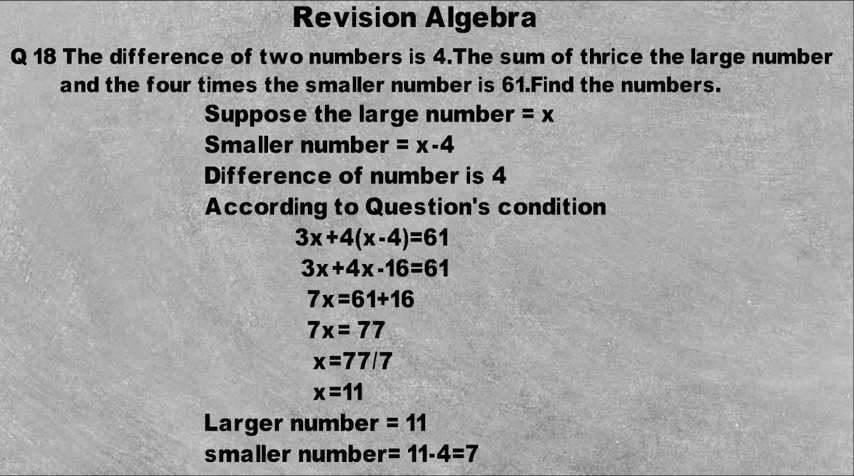 Revision Algebra
Q 18 The difference of two numbers is 4.The sum of thrice the large number
and the four times the smaller number is 61.Find the numbers.
Suppose the large number = x
Smaller number = x-4
Difference of number is 4
According to Question's condition
3x+4(x-4)=61
3x+4x-16=61
7x=61+16
7x= 77
x=77/7
x=11
Larger number = 11
smaller number= 11-4=7